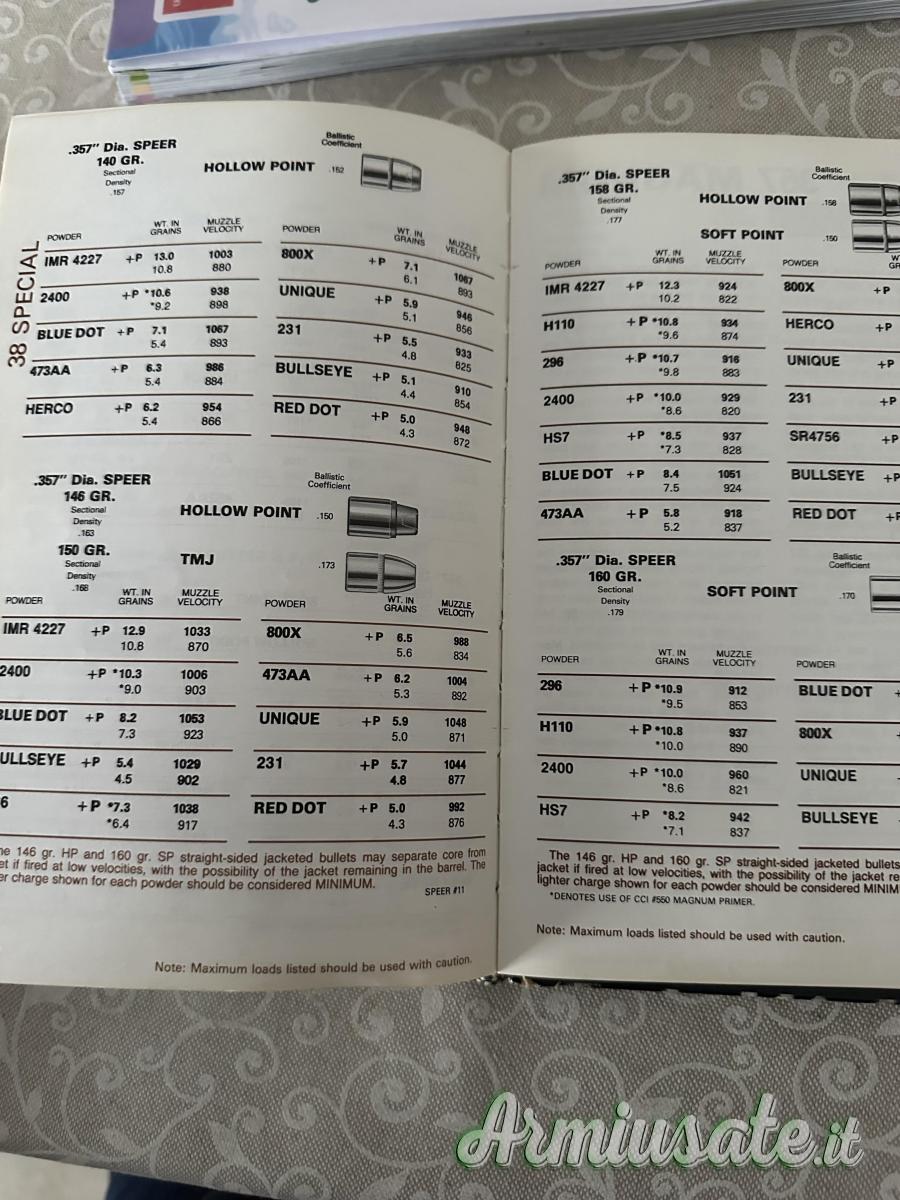 38 SPECIAL
.357″ Dia. SPEER
140 GR.
Sectional
Density
.157
HOLLOW POINT
Ballistic
Coefficient
.152
POWDER WT. IN GRAINS MUZZLE VELOCITY
IMR 4227 +P 13.0 1003
10.8 880
2400 +P *10.6 938
*9.2 898
BLUE DOT +P 7.1 1067
5.4 893
473AA +P 6.3 986
5.4 884
HERCO +P 6.2 954
5.4 866
POWDER WT. IN GRAINS MUZZLE VELOCITY
800X +P 7.1 1067
6.1 893
UNIQUE +P 5.9 946
5.1 856
231 +P 5.5 933
4.8 825
BULLSEYE +P 5.1 910
4.4 854
RED DOT +P 5.0 948
4.3 872
.357″ Dia. SPEER
146 GR.
Sectional
Density
.163
HOLLOW POINT
Ballistic
Coefficient
.150
150 GR.
Sectional
Density
.168
TMJ
.173
POWDER WT. IN GRAINS MUZZLE VELOCITY
IMR 4227 +P 12.9 1033
10.8 870
2400 +P *10.3 1006
*9.0 903
BLUE DOT +P 8.2 1053
7.3 923
ULLSEYE +P 5.4 1029
4.5 902
6 +P *7.3 1038
*6.4 917
POWDER WT. IN GRAINS MUZZLE VELOCITY
800X +P 6.5 988
5.6 834
473AA +P 6.2 1004
5.3 892
UNIQUE +P 5.9 1048
5.0 871
231 +P 5.7 1044
4.8 877
RED DOT +P 5.0 992
4.3 876
he 146 gr. HP and 160 gr. SP straight-sided jacketed bullets may separate core from
et if fired at low velocities, with the possibility of the jacket remaining in the barrel. The
er charge shown for each powder should be considered MINIMUM.
SPEER #11
Note: Maximum loads listed should be used with caution.
.357″ Dia. SPEER
158 GR.
Sectional
Density
.177
HOLLOW POINT
Ballistic
Coefficient
.158
SOFT POINT
.150
POWDER WT. IN GRAINS MUZZLE VELOCITY
IMR 4227 +P 12.3 924
10.2 822
H110 +P *10.8 934
*9.6 874
296 +P *10.7 916
*9.8 883
2400 +P *10.0 929
*8.6 820
HS7 +P *8.5 937
*7.3 828
BLUE DOT +P 8.4 1051
7.5 924
473AA +P 5.8 918
5.2 837
POWDER W GR
800X +P
HERCO +P
UNIQUE +P
231 +P
SR4756 +P
BULLSEYE +P
RED DOT +P
.357″ Dia. SPEER
160 GR.
Sectional
Density
.179
SOFT POINT
Ballistic
Coefficient
.170
POWDER WT. IN GRAINS MUZZLE VELOCITY
296 +P *10.9 912
*9.5 853
H110 +P *10.8 937
*10.0 890
2400 +P *10.0 960
*8.6 821
HS7 +P *8.2 942
*7.1 837
POWDER
BLUE DOT
800X
UNIQUE
BULLSEYE
The 146 gr. HP and 160 gr. SP straight-sided jacketed bullets
jacket if fired at low velocities, with the possibility of the jacket re
lighter charge shown for each powder should be considered MINIM
*DENOTES USE OF CCI #550 MAGNUM PRIMER.
Note: Maximum loads listed should be used with caution.
Armiusate.it